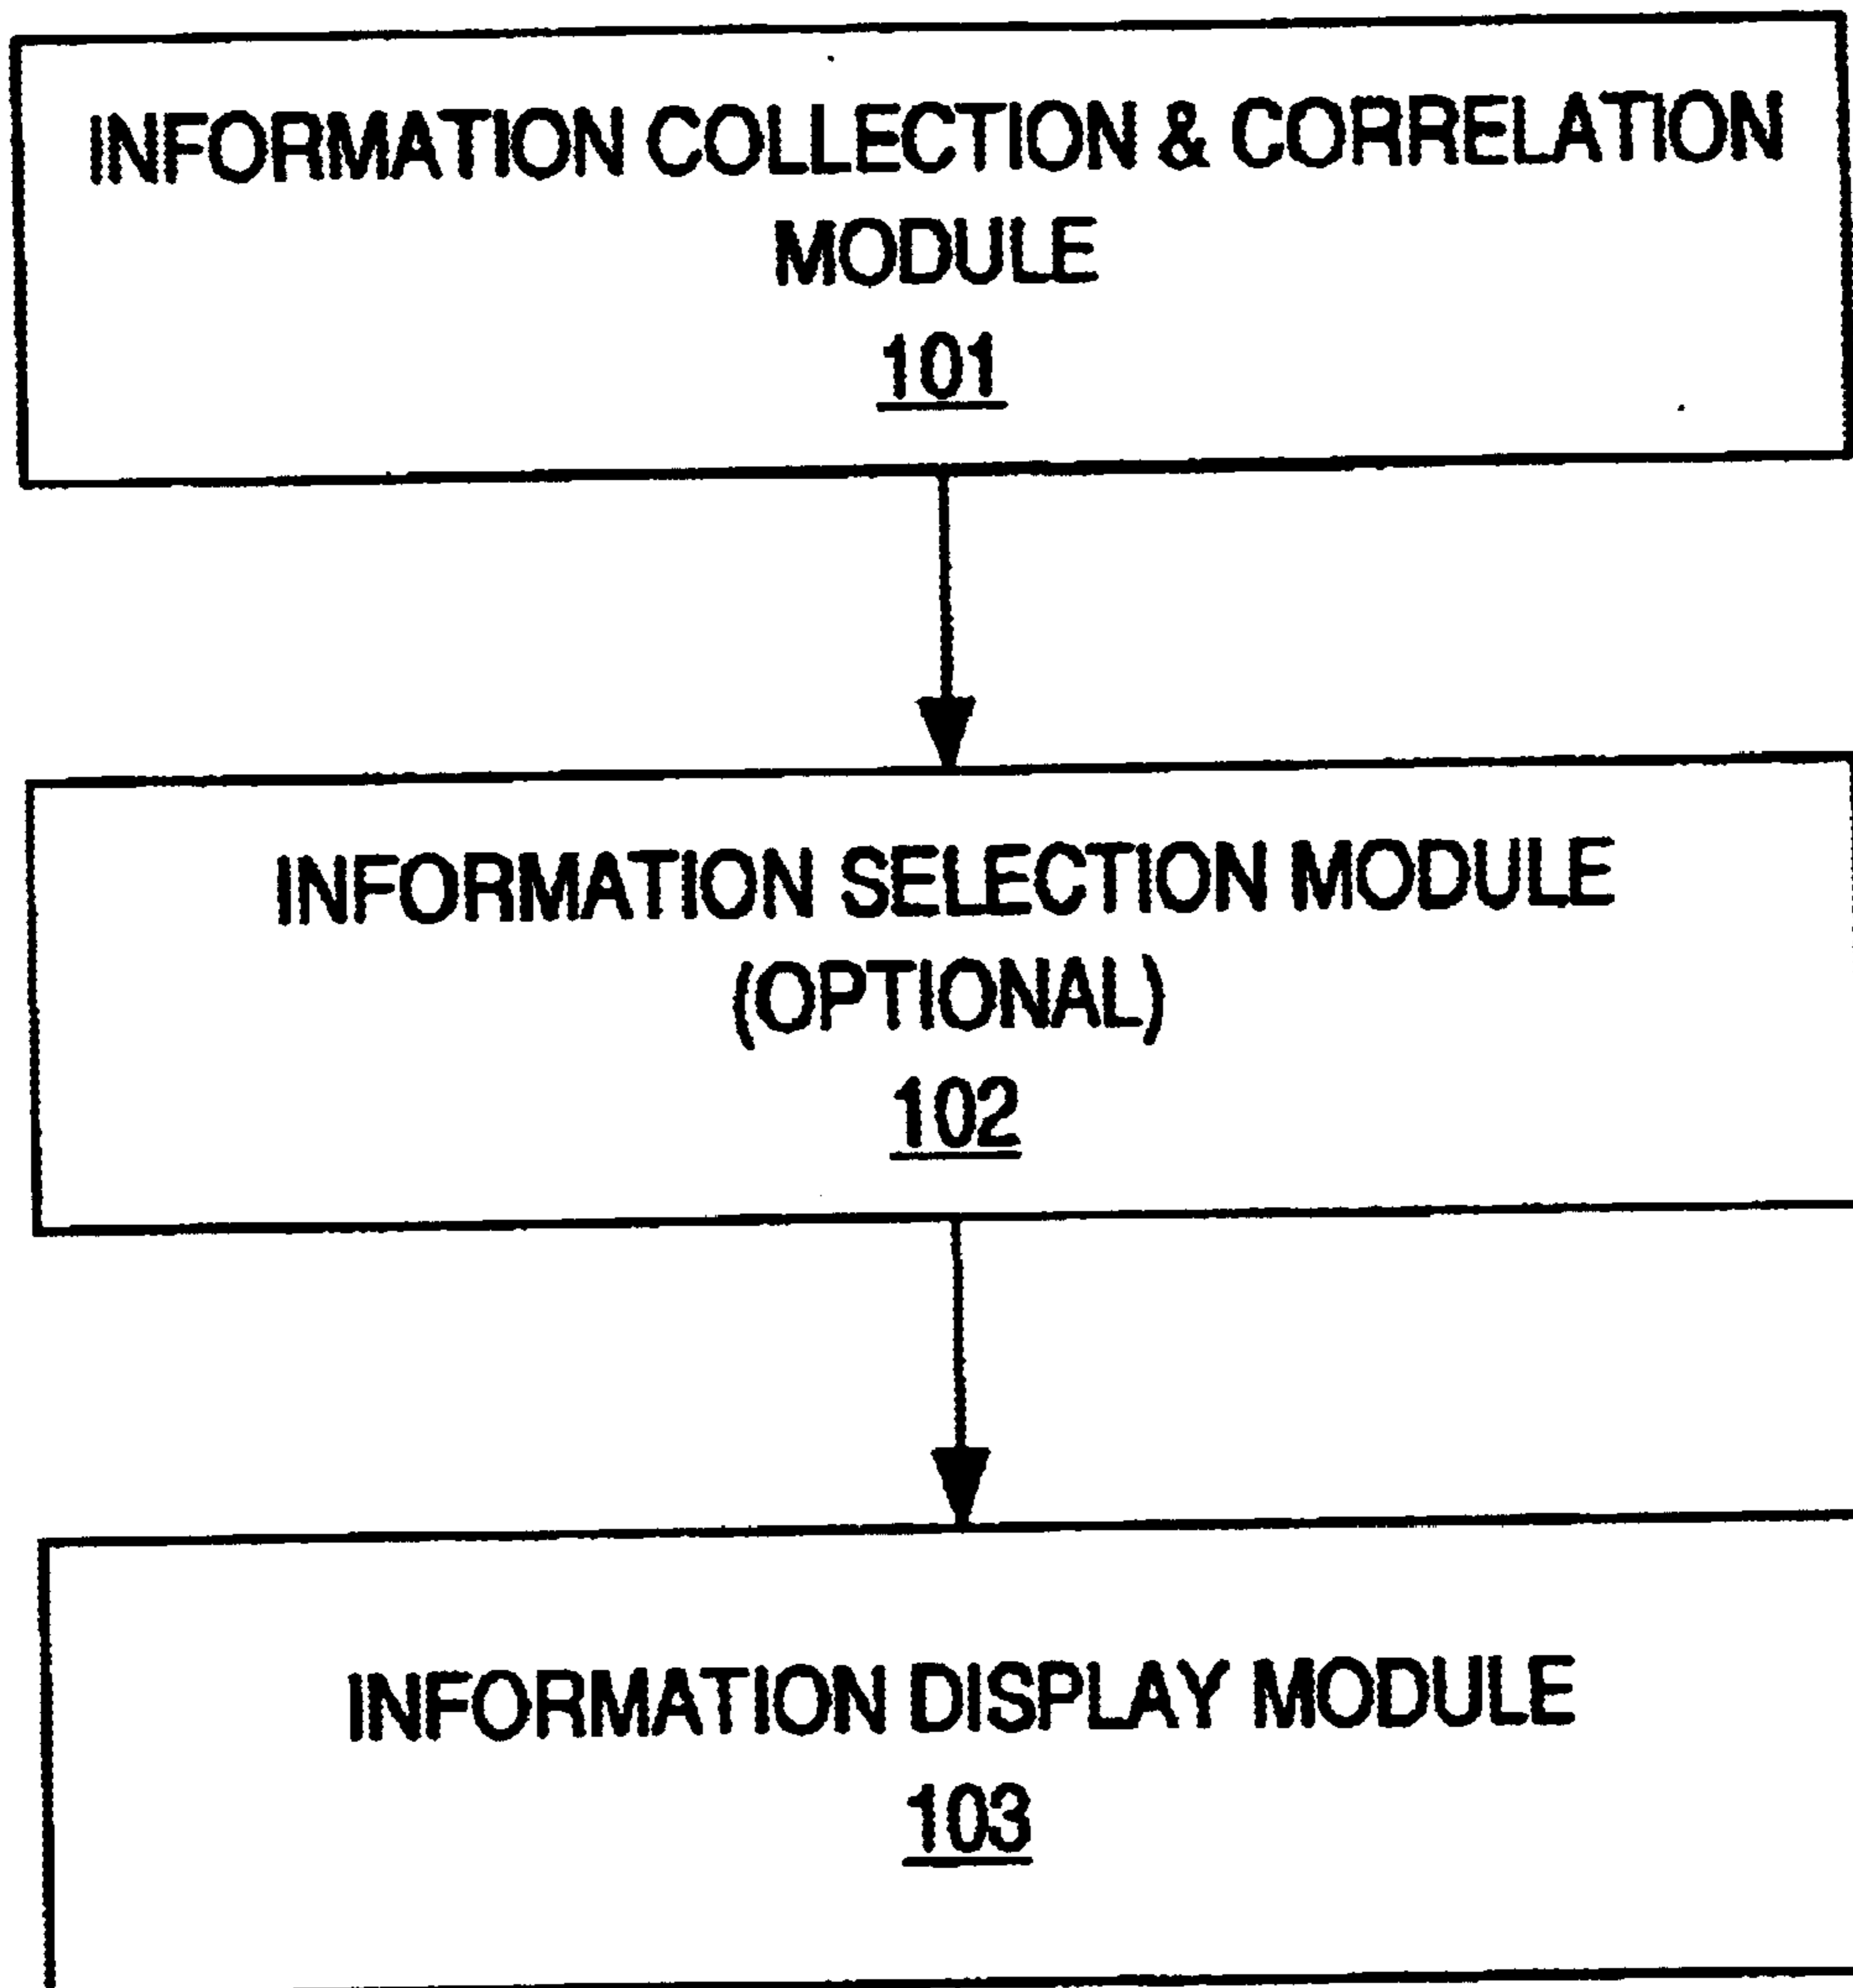 INFORMATION COLLECTION & CORRELATION
MODULE
101
INFORMATION SELECTION MODULE
(OPTIONAL)
102
INFORMATION DISPLAY MODULE
103